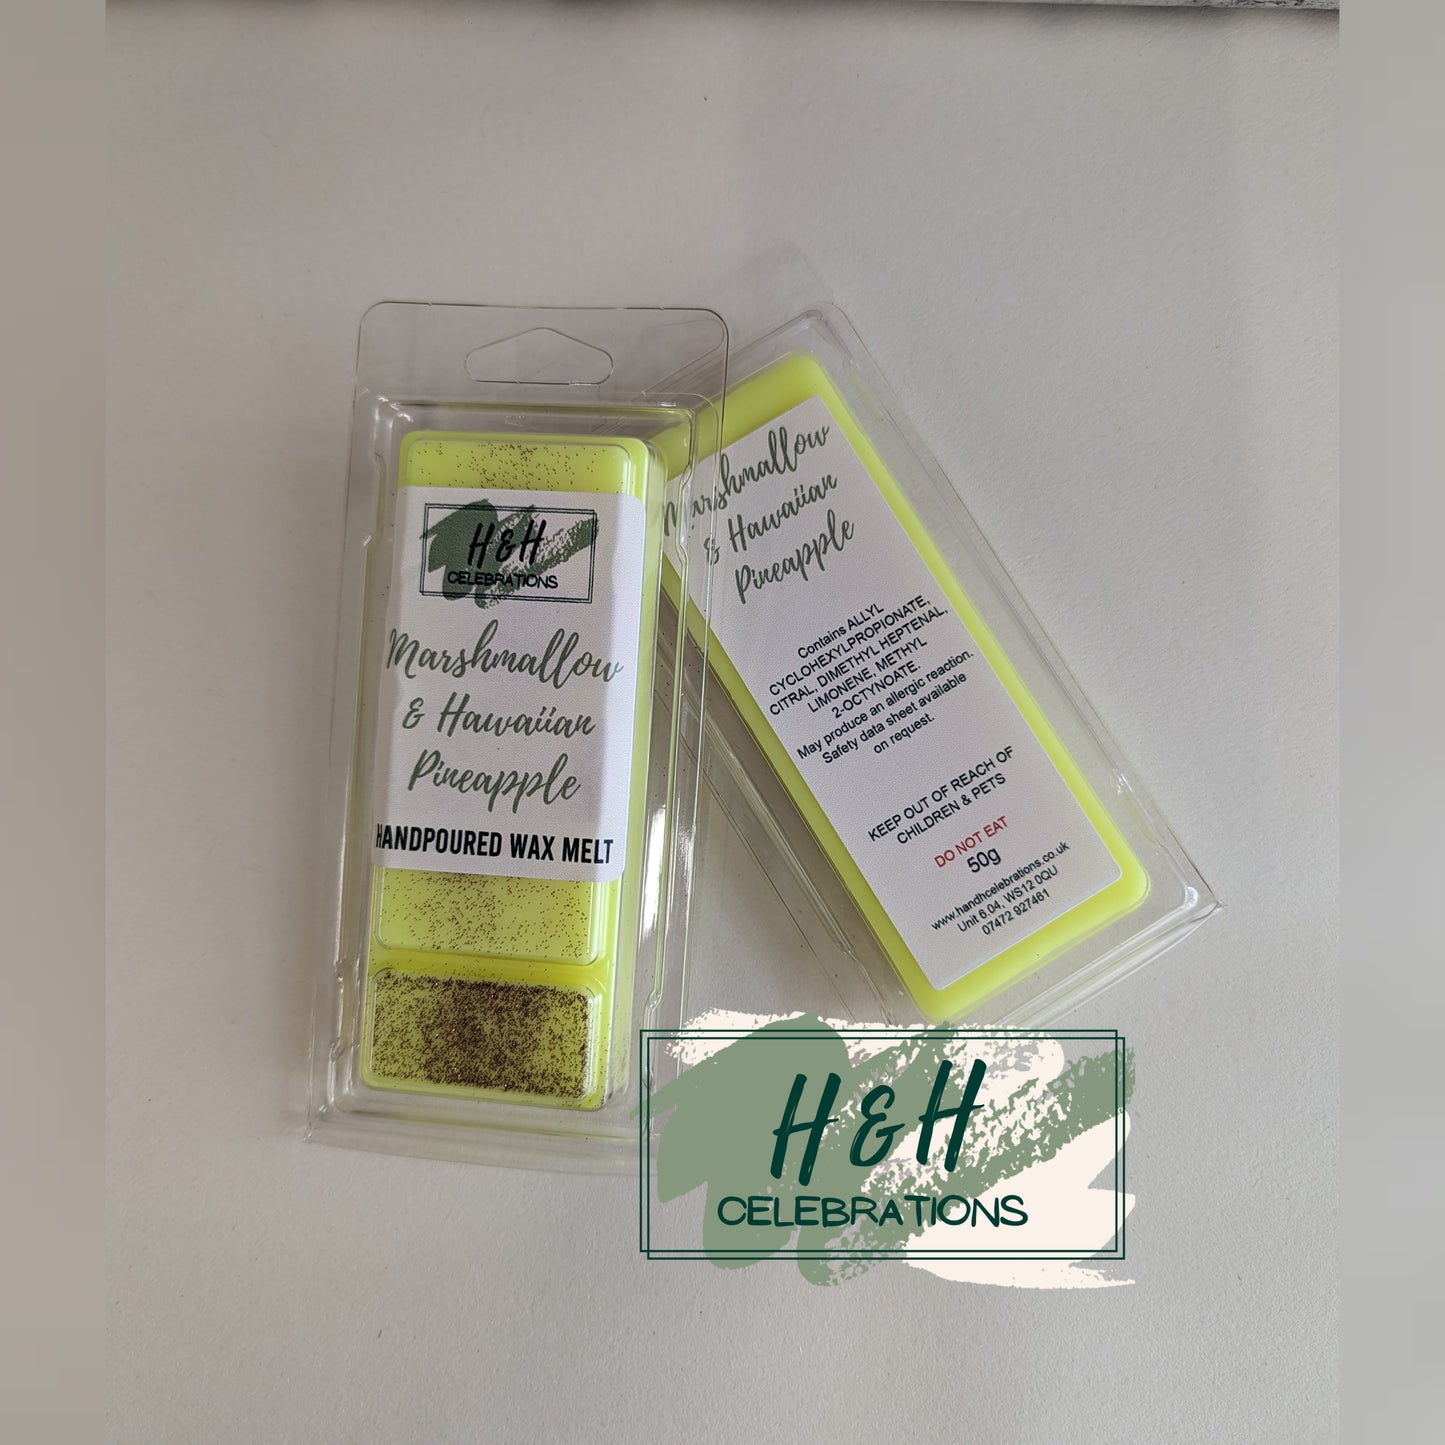 H & H
CELEBRATIONS
Marshmallow
& Hawaiian
Pineapple
HANDPOURED WAX MELT
Marshmallow
& Hawaiian
Pineapple
Contains ALLYL
CYCLOHEXYLPROPIONATE,
CITRAL, DIMETHYL HEPTENAL,
LIMONENE, METHYL
2-OCTYNOATE.
May produce an allergic reaction.
Safety data sheet available
on request.
KEEP OUT OF REACH OF
CHILDREN & PETS
DO NOT EAT
50g
www.handhcelebrations.co.uk
Unit 6.04, WS12 0QU
07472 927461
H & H
CELEBRATIONS